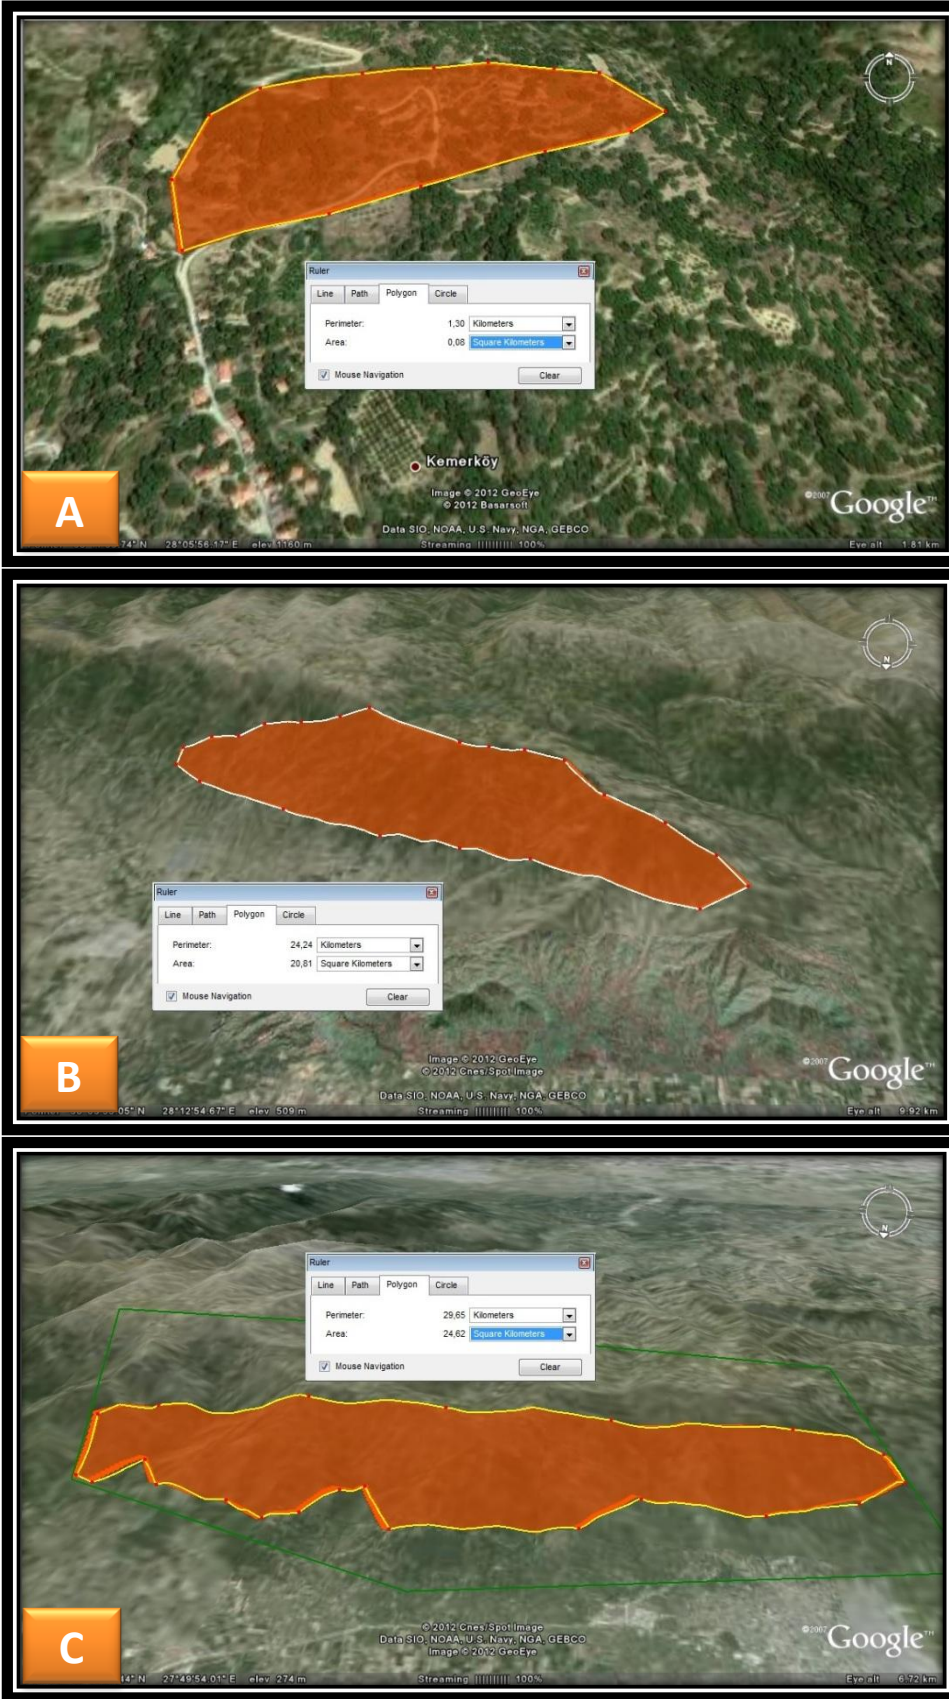 N
Ruler
Line Path Polygon Circle
Perimeter: 1,30 Kilometers
Area: 0,08 Square Kilometers
Mouse Navigation Clear
Kemerköy
Image © 2012 GeoEye
© 2012 Basarsoft
©2007 Google™
A
Data SIO, NOAA, U.S. Navy, NGA, GEBCO
74" N 28°05'56.17" E elev 1160 m Streaming |||||||||| 100% Eye alt 1.81 km
N
Ruler
Line Path Polygon Circle
Perimeter: 24,24 Kilometers
Area: 20,81 Square Kilometers
Mouse Navigation Clear
Image © 2012 GeoEye
© 2012 Cnes/Spot Image
©2007 Google™
B
Data SIO, NOAA, U.S. Navy, NGA, GEBCO
05" N 28°12'54.67" E elev 509 m Streaming |||||||||| 100% Eye alt 9.92 km
N
Ruler
Line Path Polygon Circle
Perimeter: 29,65 Kilometers
Area: 24,62 Square Kilometers
Mouse Navigation Clear
© 2012 Cnes/Spot Image
Data SIO, NOAA, U.S. Navy, NGA, GEBCO
Image © 2012 GeoEye
©2007 Google™
C
4" N 27°49'54.01" E elev 274 m Streaming |||||||||| 100% Eye alt 6.72 km